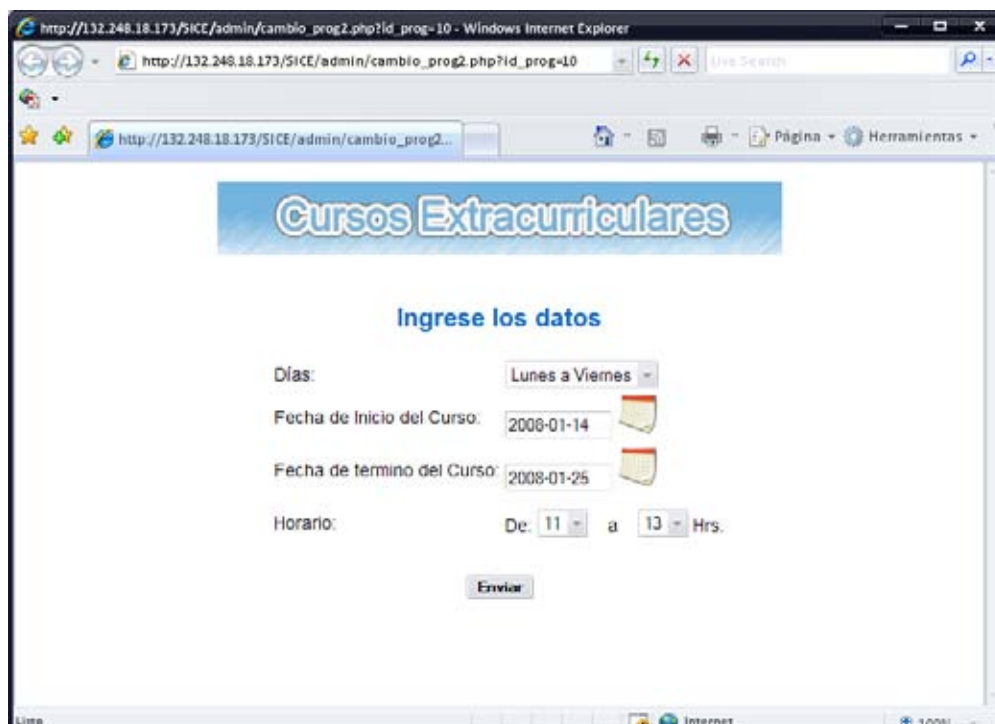 http://132.248.18.173/SICE/admin/cambio_prog2.php?id_prog=10 - Windows Internet Explorer
http://132.248.18.173/SICE/admin/cambio_prog2.php?id_prog=10
Live Search
http://132.248.18.173/SICE/admin/cambio_prog2...
Página
Herramientas
Cursos Extracurriculares
Ingrese los datos
Días:
Lunes a Viernes
Fecha de Inicio del Curso:
2008-01-14
Fecha de termino del Curso:
2008-01-25
Horario:
De: 11 a 13 Hrs.
Enviar
Listo
Internet
100%